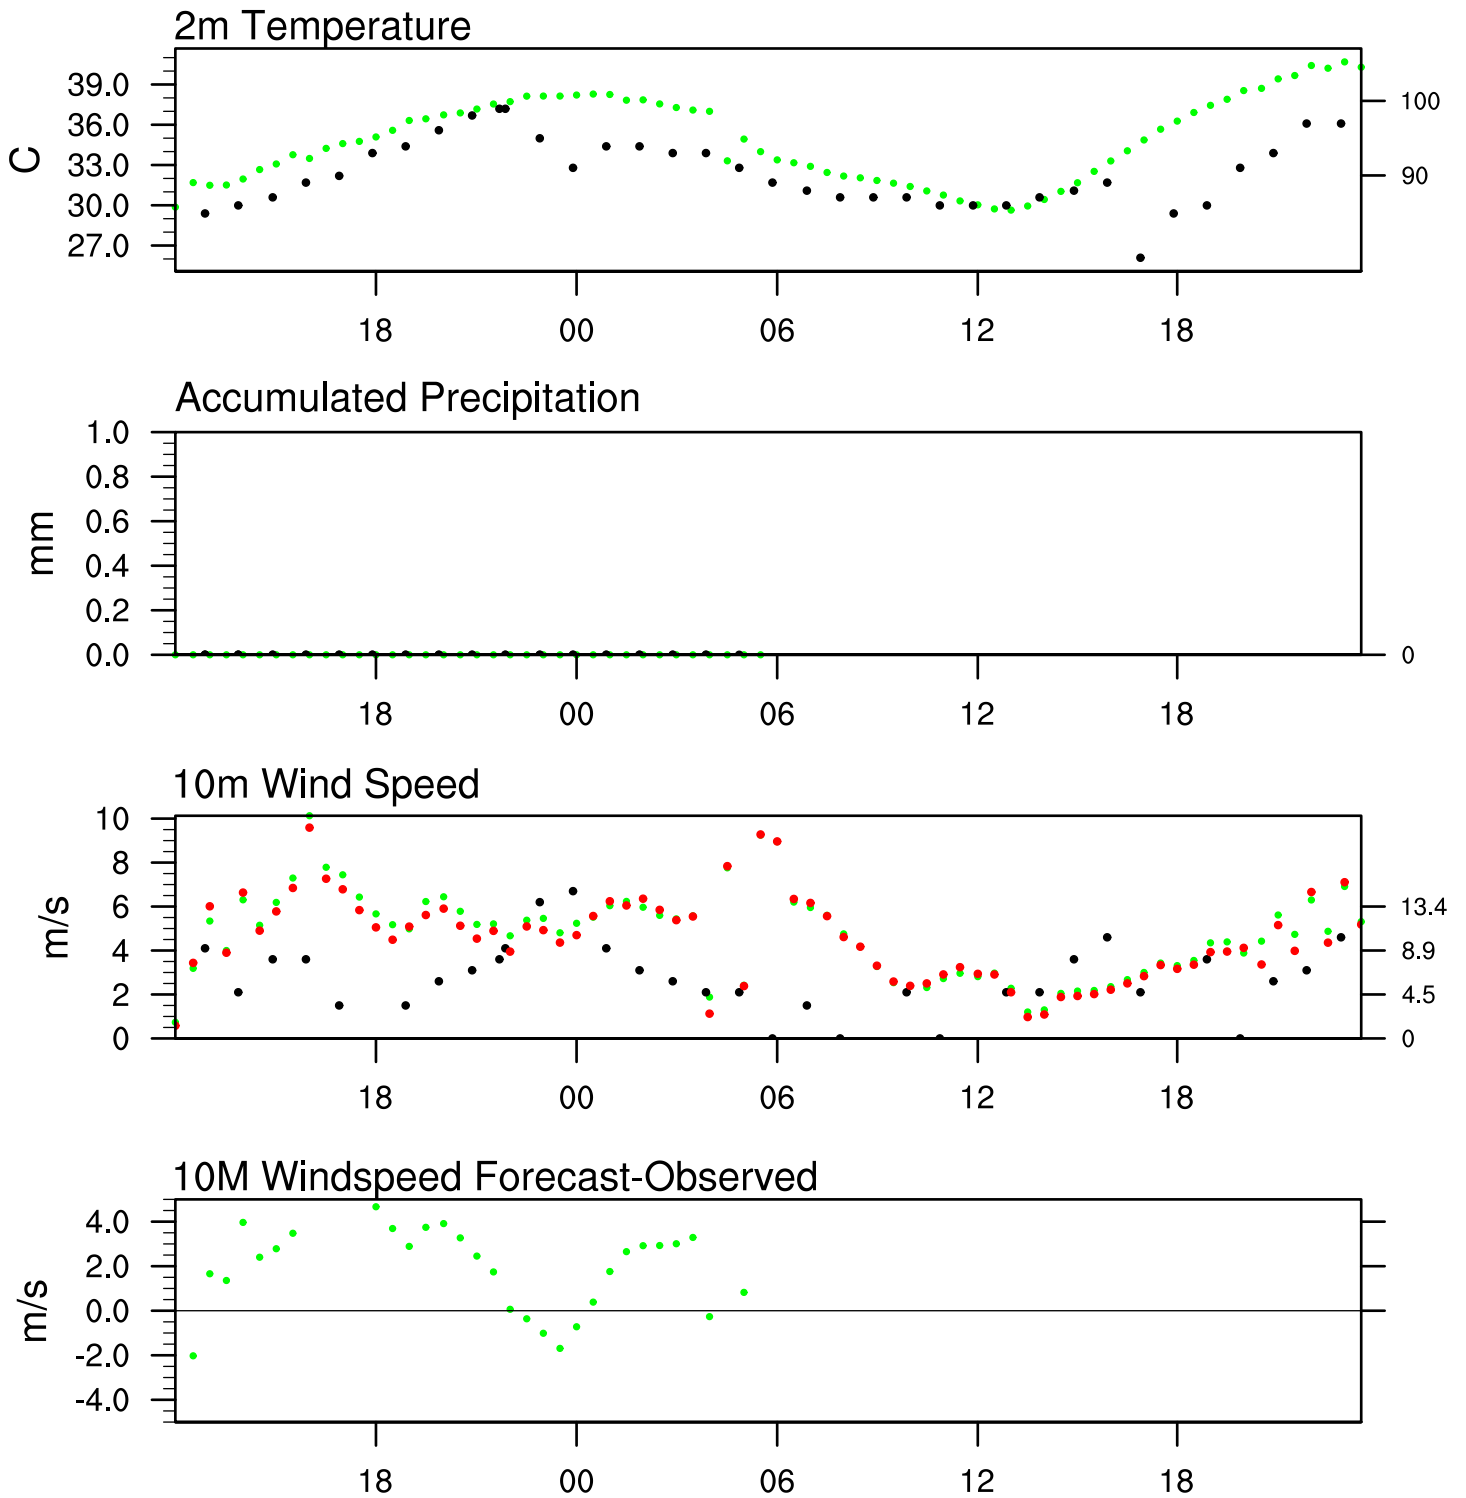 2m Temperature
39.0
36.0
33.0
30.0
27.0
C
100
90
18 00 06 12 18
Accumulated Precipitation
1.0
0.8
0.6
0.4
0.2
0.0
mm
0
18 00 06 12 18
10m Wind Speed
10
8
6
4
2
0
m/s
13.4
8.9
4.5
0
18 00 06 12 18
10M Windspeed Forecast-Observed
4.0
2.0
0.0
-2.0
-4.0
m/s
18 00 06 12 18